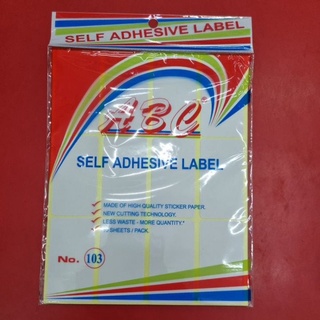 SELF ADHESIVE LABEL
ABC
SELF ADHESIVE LABEL
MADE OF HIGH QUALITY STICKER PAPER.
NEW CUTTING TECHNOLOGY.
LESS WASTE - MORE QUANTITY.*
SHEETS / PACK.
No. 103